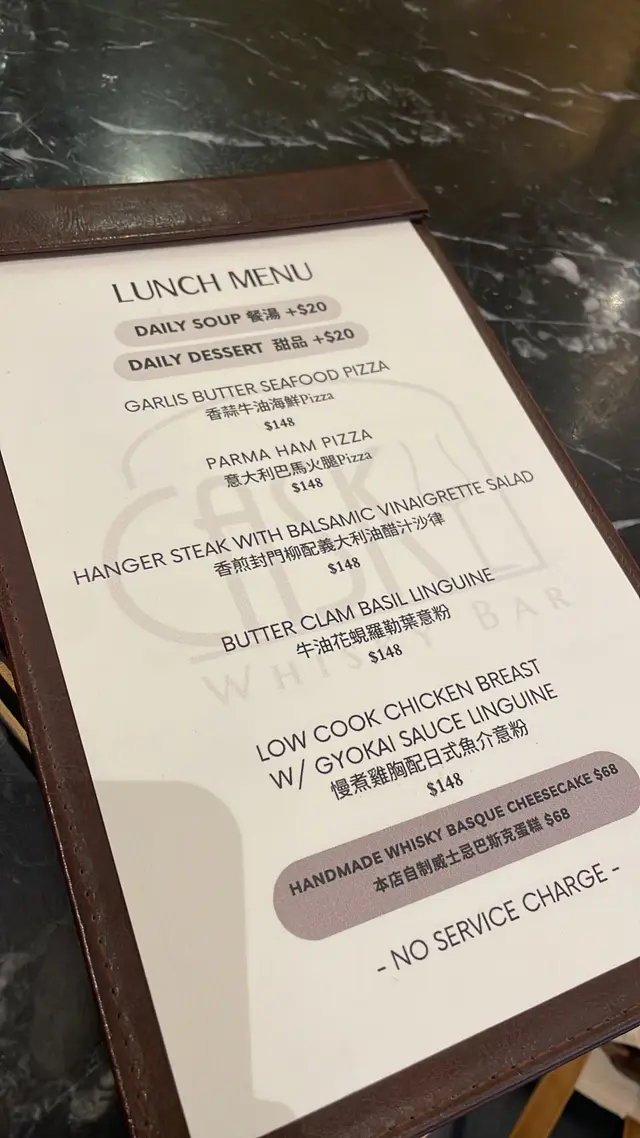 LUNCH MENU
DAILY SOUP 餐湯 +$20
DAILY DESSERT 甜品 +$20
GARLIS BUTTER SEAFOOD PIZZA
香蒜牛油海鮮Pizza
$148
PARMA HAM PIZZA
意大利巴馬火腿Pizza
$148
HANGER STEAK WITH BALSAMIC VINAIGRETTE SALAD
香煎封門柳配義大利油醋汁沙律
$148
BUTTER CLAM BASIL LINGUINE
牛油花蜆羅勒葉意粉
$148
LOW COOK CHICKEN BREAST
W/ GYOKAI SAUCE LINGUINE
慢煮雞胸配日式魚介意粉
$148
HANDMADE WHISKY BASQUE CHEESECAKE $68
本店自制威士忌巴斯克蛋糕 $68
- NO SERVICE CHARGE -
CASK
WHISKY BAR